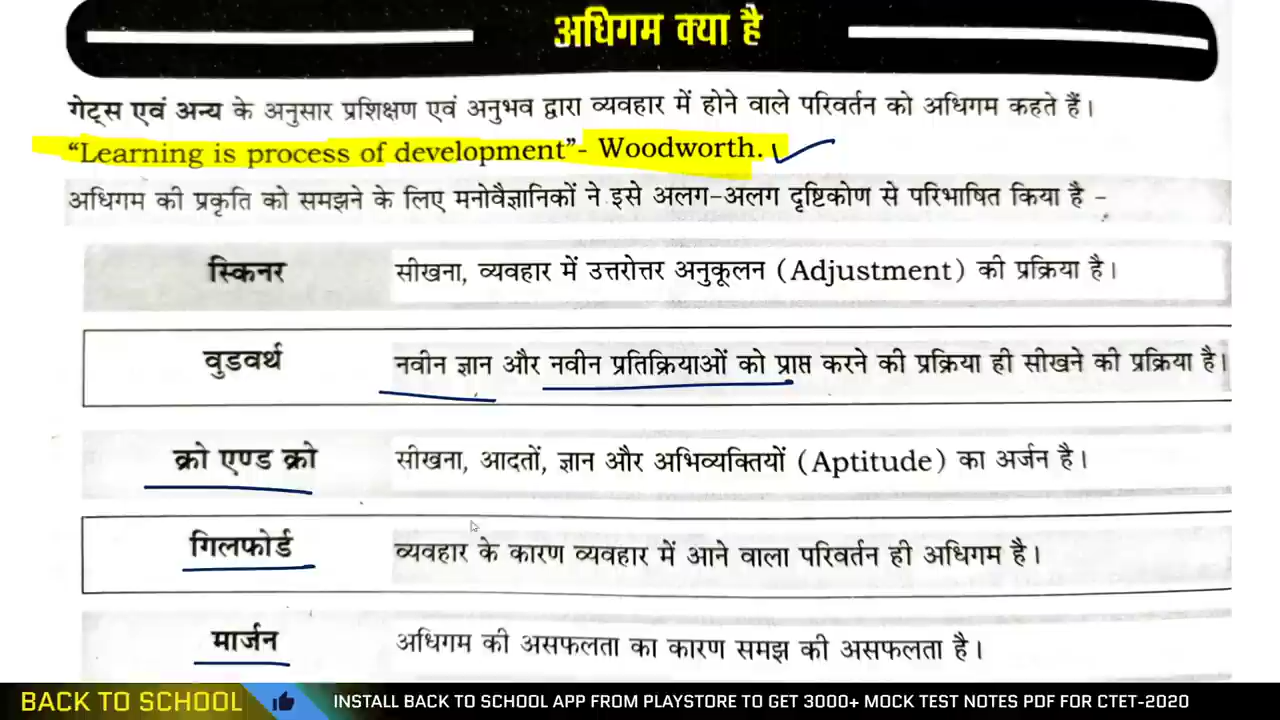 अधिगम क्या है
गेट्स एवं अन्य के अनुसार प्रशिक्षण एवं अनुभव द्वारा व्यवहार में होने वाले परिवर्तन को अधिगम कहते हैं।
“Learning is process of development”- Woodworth.
अधिगम की प्रकृति को समझने के लिए मनोवैज्ञानिकों ने इसे अलग-अलग दृष्टिकोण से परिभाषित किया है -
स्किनर सीखना, व्यवहार में उत्तरोत्तर अनुकूलन (Adjustment) की प्रक्रिया है।
वुडवर्थ नवीन ज्ञान और नवीन प्रतिक्रियाओं को प्राप्त करने की प्रक्रिया ही सीखने की प्रक्रिया है।
क्रो एण्ड क्रो सीखना, आदतों, ज्ञान और अभिव्यक्तियों (Aptitude) का अर्जन है।
गिलफोर्ड व्यवहार के कारण व्यवहार में आने वाला परिवर्तन ही अधिगम है।
मार्जन अधिगम की असफलता का कारण समझ की असफलता है।
BACK TO SCHOOL INSTALL BACK TO SCHOOL APP FROM PLAYSTORE TO GET 3000+ MOCK TEST NOTES PDF FOR CTET-2020